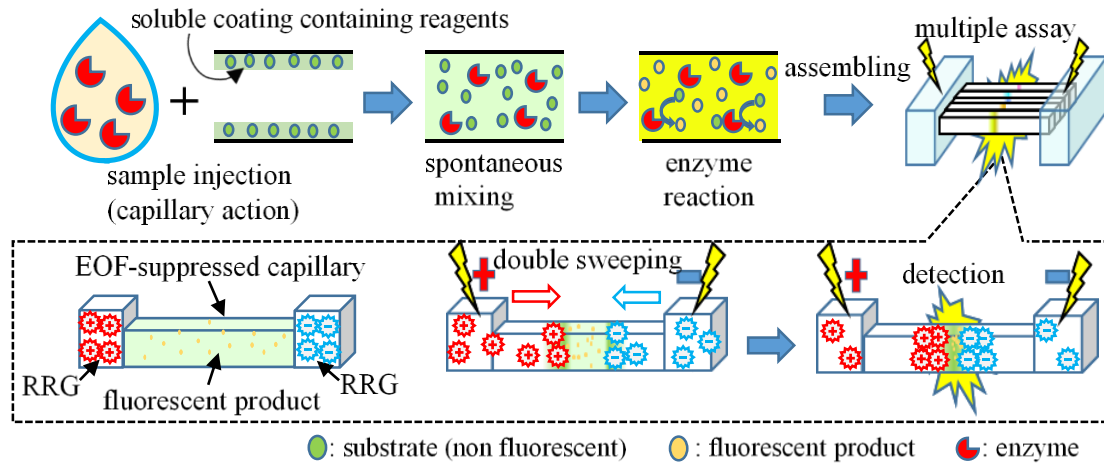 soluble coating containing reagents
multiple assay
+
assembling
sample injection
(capillary action)
spontaneous
mixing
enzyme
reaction
EOF-suppressed capillary
double sweeping
detection
RRG
RRG
fluorescent product
: substrate (non fluorescent)
: fluorescent product
: enzyme